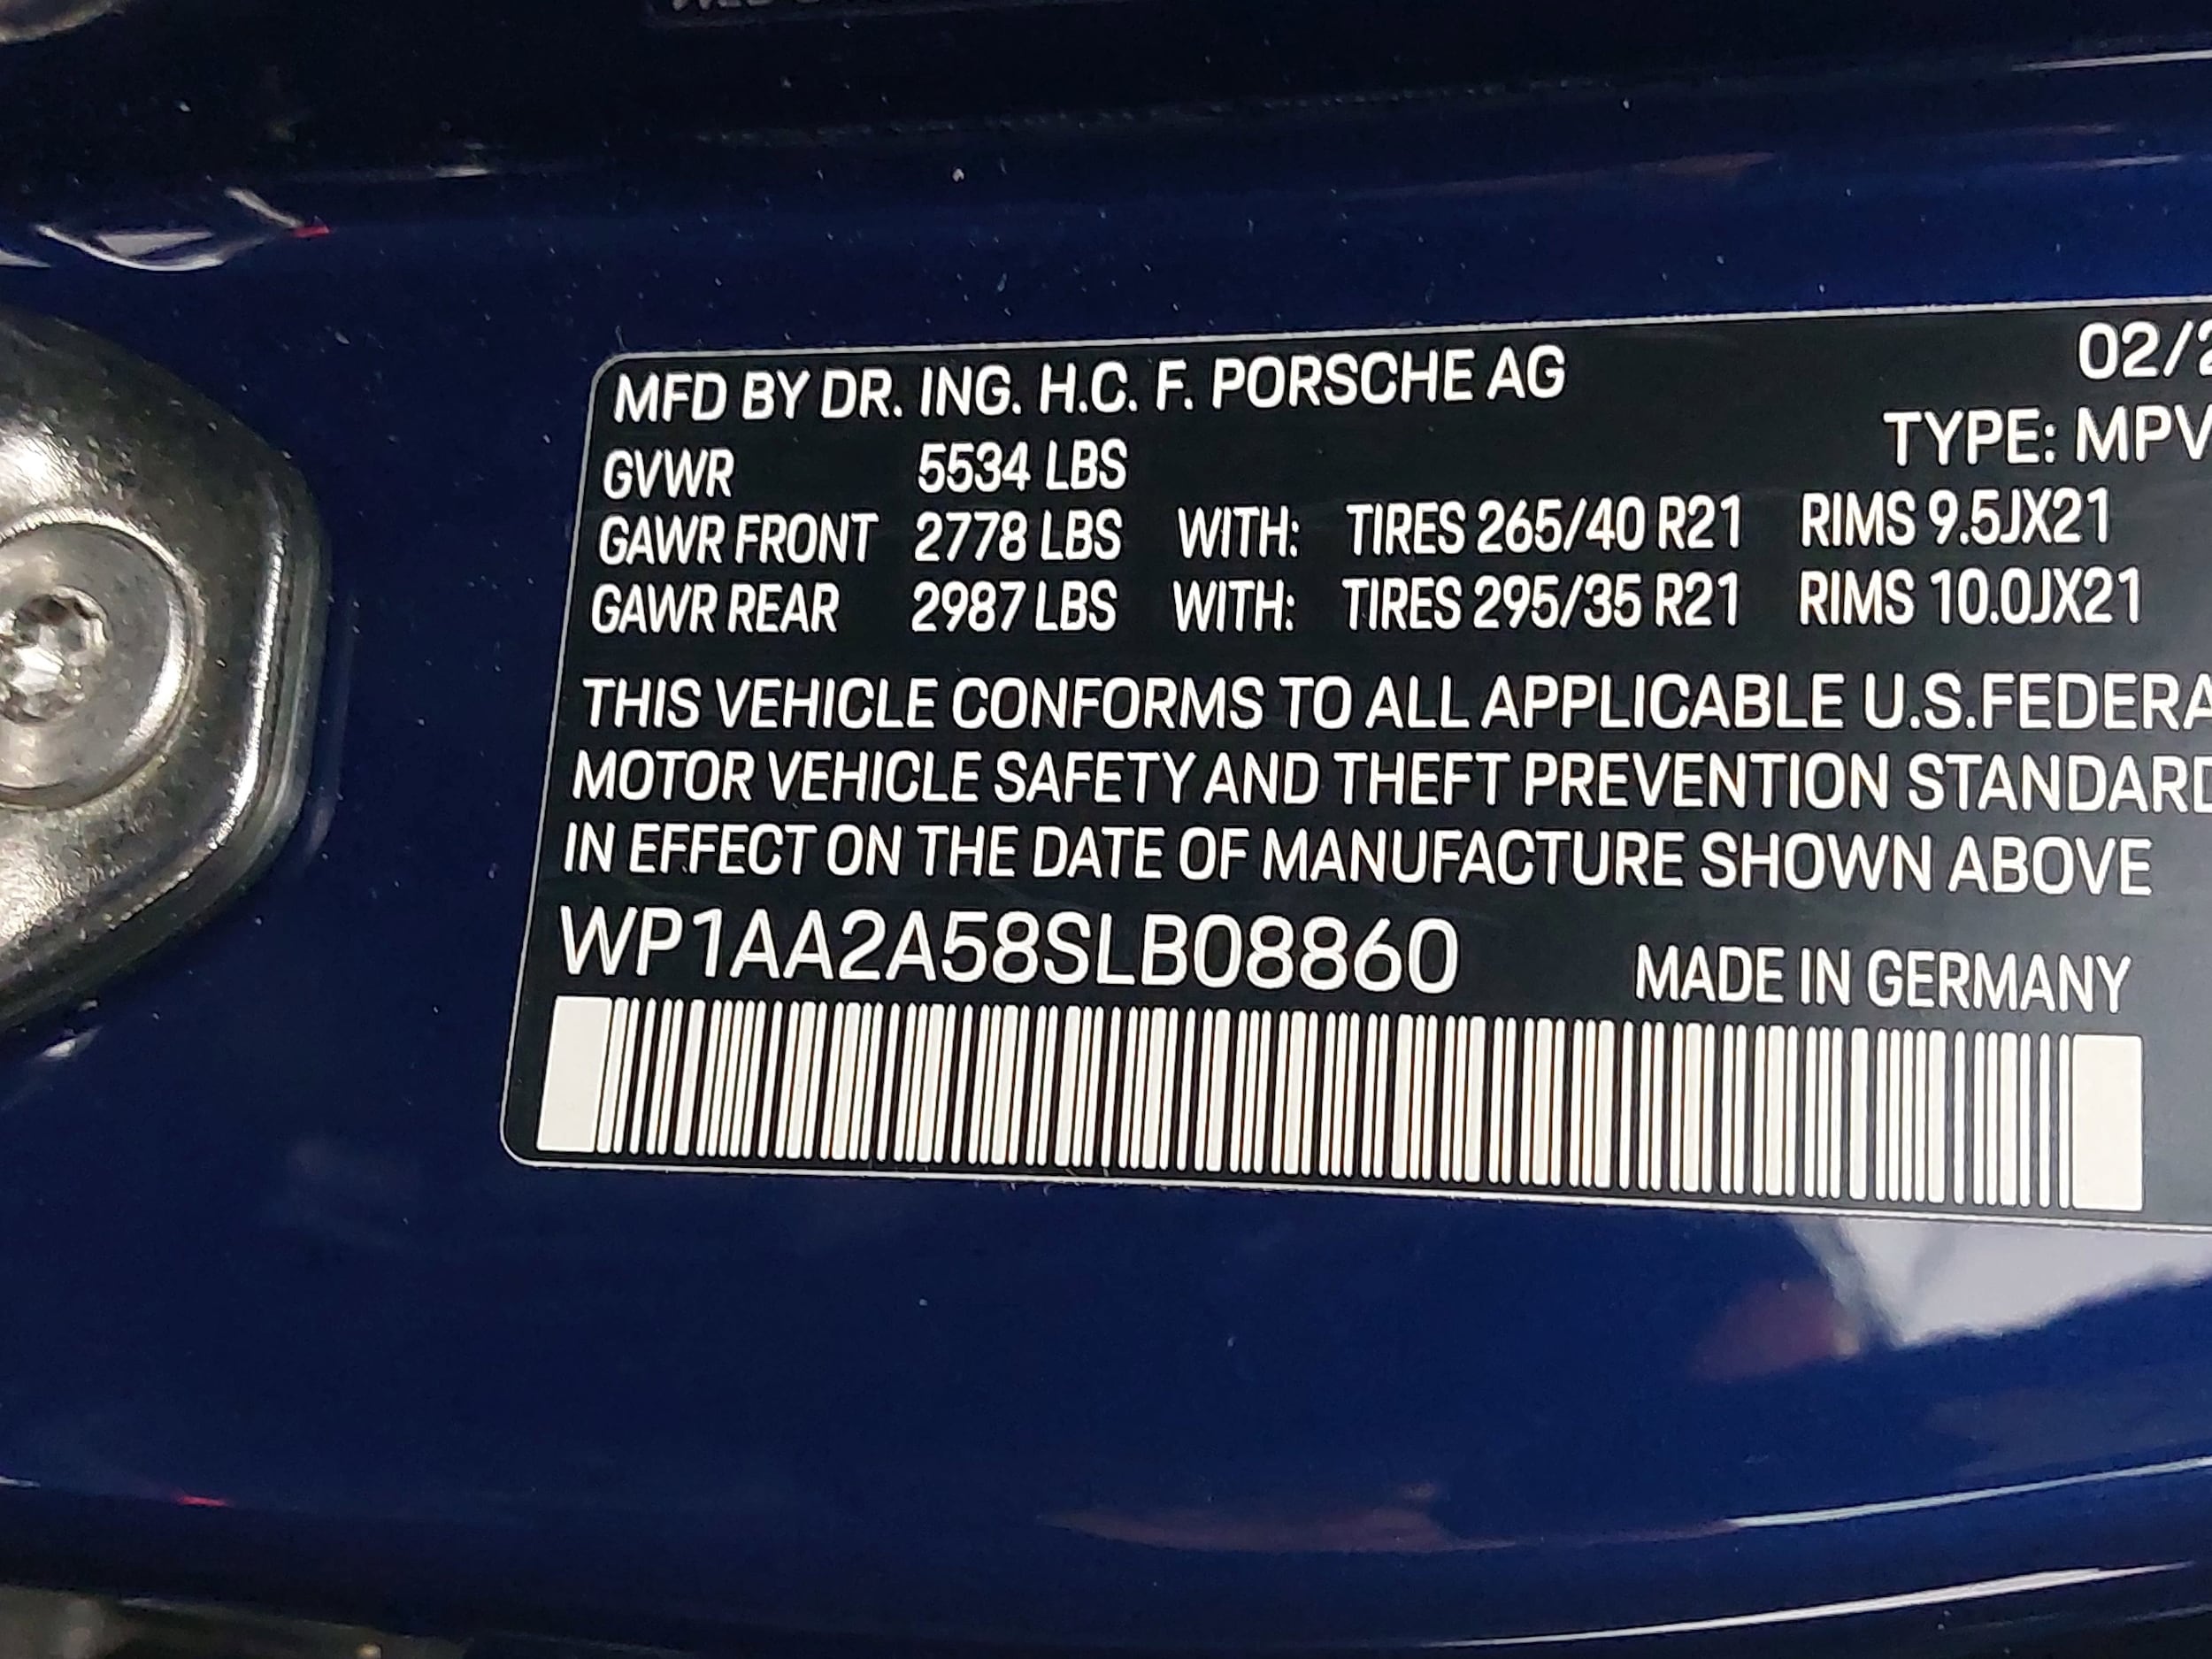 MFD BY DR. ING. H.C. F. PORSCHE AG 02/2
GVWR 5534 LBS TYPE: MPV
GAWR FRONT 2778 LBS WITH: TIRES 265/40 R21 RIMS 9.5JX21
GAWR REAR 2987 LBS WITH: TIRES 295/35 R21 RIMS 10.0JX21
THIS VEHICLE CONFORMS TO ALL APPLICABLE U.S.FEDERA
MOTOR VEHICLE SAFETY AND THEFT PREVENTION STANDARD
IN EFFECT ON THE DATE OF MANUFACTURE SHOWN ABOVE
WP1AA2A58SLB08860 MADE IN GERMANY